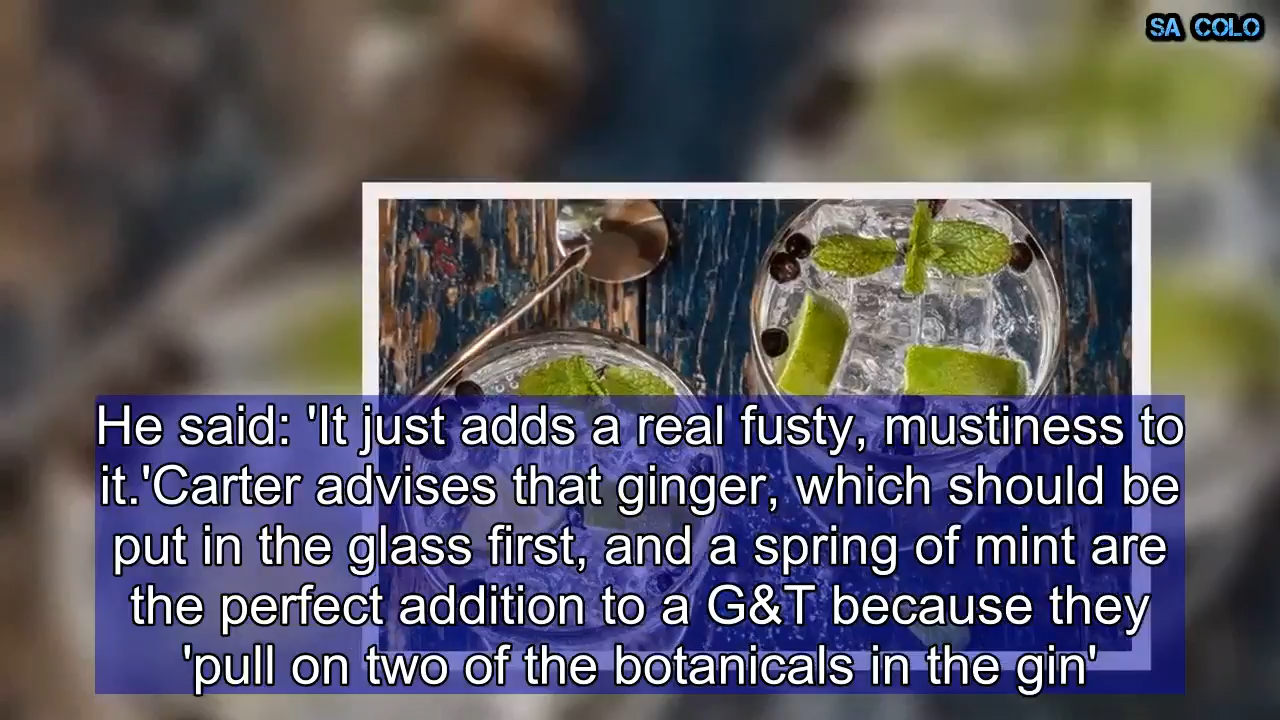 SA COLO
He said: 'It just adds a real fusty, mustiness to
it.'Carter advises that ginger, which should be
put in the glass first, and a spring of mint are
the perfect addition to a G&T because they
'pull on two of the botanicals in the gin'